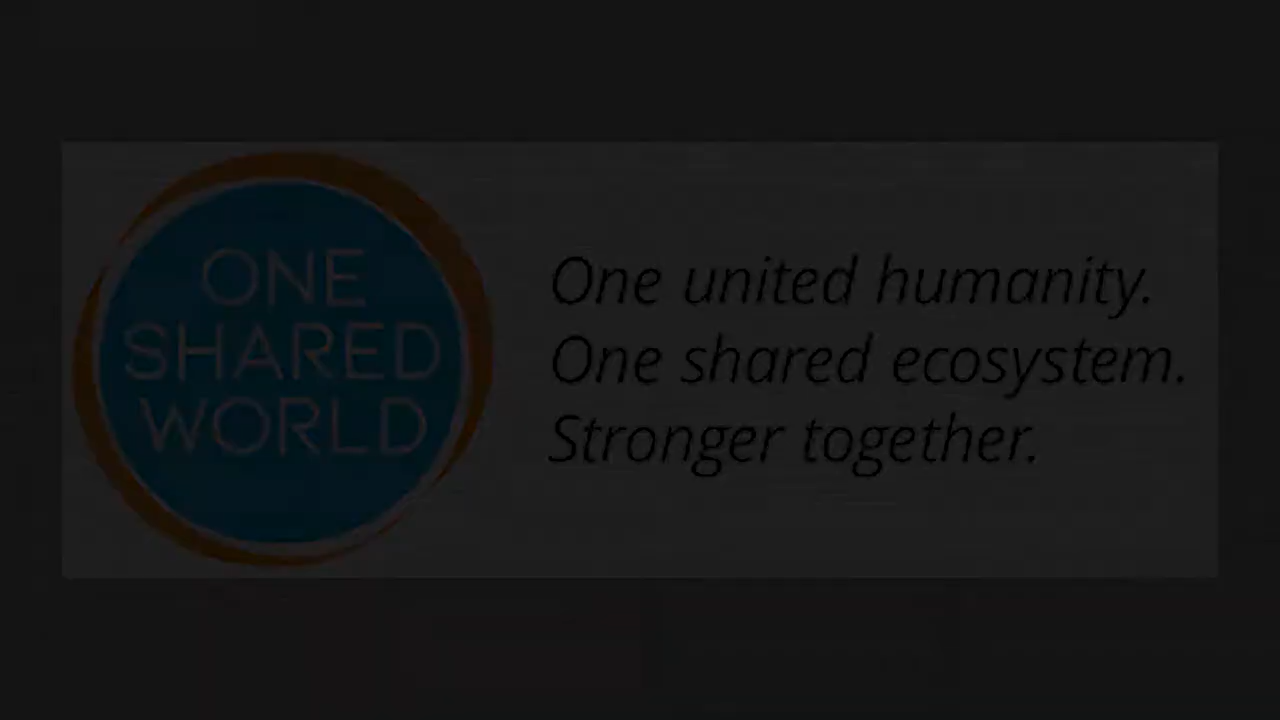 ONE
SHARED
WORLD
One united humanity.
One shared ecosystem.
Stronger together.